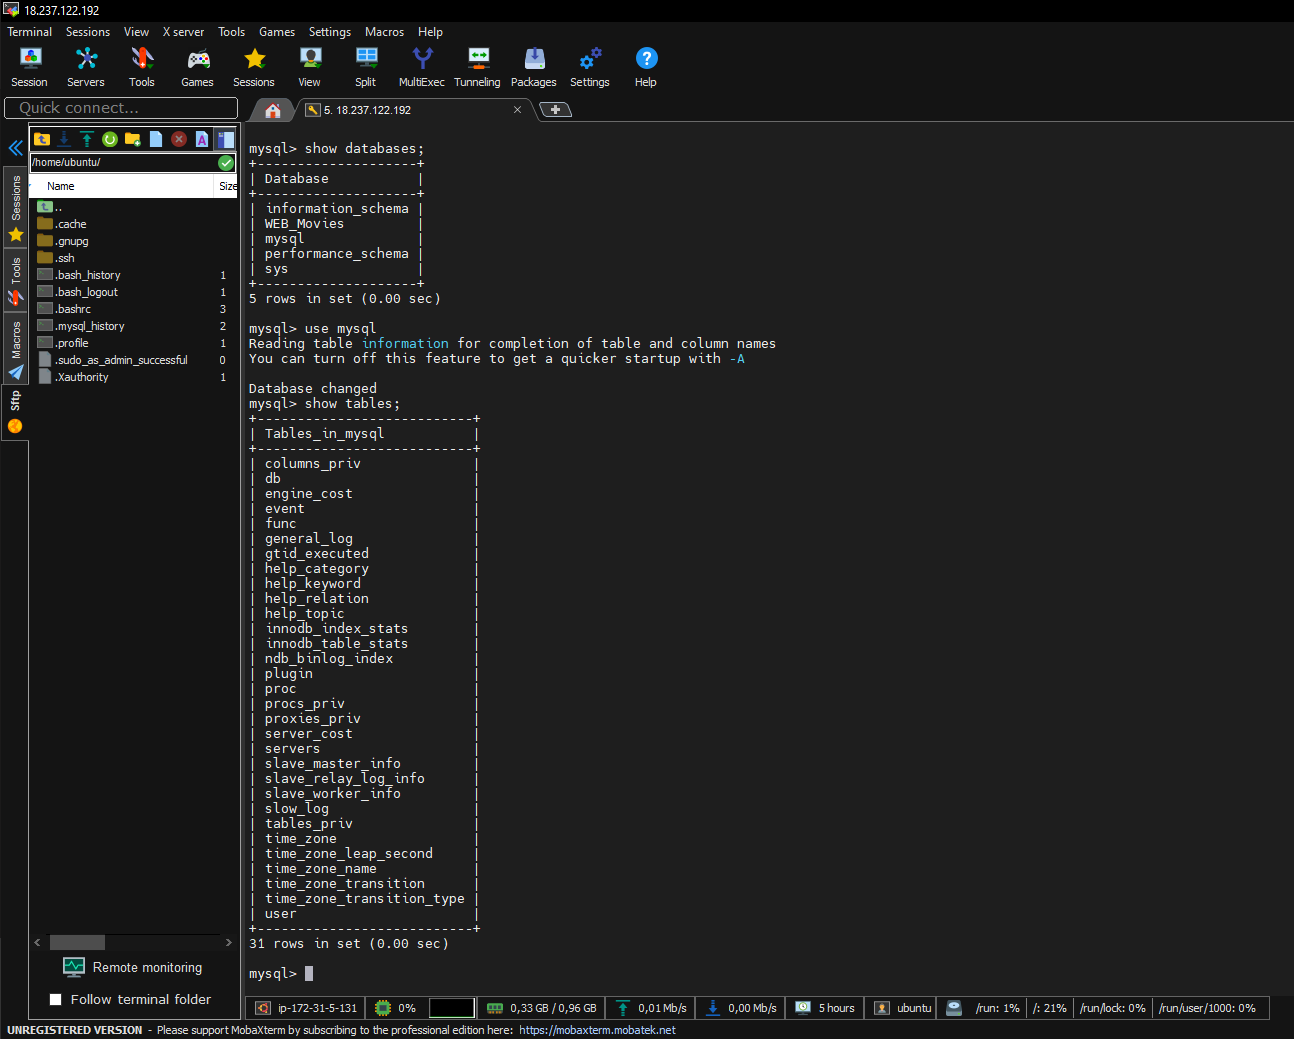 18.237.122.192
Terminal Sessions View X server Tools Games Settings Macros Help
Session Servers Tools Games Sessions View Split MultiExec Tunneling Packages Settings Help
Quick connect...
5. 18.237.122.192
/home/ubuntu/
Name Size
..
.cache
.gnupg
.ssh
.bash_history 1
.bash_logout 1
.bashrc 3
.mysql_history 2
.profile 1
.sudo_as_admin_successful 0
.Xauthority 1
Sessions
Tools
Macros
Sftp
Remote monitoring
Follow terminal folder
mysql> show databases;
+--------------------+
| Database           |
+--------------------+
| information_schema |
| WEB_Movies         |
| mysql              |
| performance_schema |
| sys                |
+--------------------+
5 rows in set (0.00 sec)
mysql> use mysql
Reading table information for completion of table and column names
You can turn off this feature to get a quicker startup with -A
Database changed
mysql> show tables;
+---------------------------+
| Tables_in_mysql           |
+---------------------------+
| columns_priv              |
| db                        |
| engine_cost               |
| event                     |
| func                      |
| general_log               |
| gtid_executed             |
| help_category             |
| help_keyword              |
| help_relation             |
| help_topic                |
| innodb_index_stats        |
| innodb_table_stats        |
| ndb_binlog_index          |
| plugin                    |
| proc                      |
| procs_priv                |
| proxies_priv              |
| server_cost               |
| servers                   |
| slave_master_info         |
| slave_relay_log_info      |
| slave_worker_info         |
| slow_log                  |
| tables_priv               |
| time_zone                 |
| time_zone_leap_second     |
| time_zone_name            |
| time_zone_transition      |
| time_zone_transition_type |
| user                      |
+---------------------------+
31 rows in set (0.00 sec)
mysql>
ip-172-31-5-131 0% 0,33 GB / 0,96 GB 0,01 Mb/s 0,00 Mb/s 5 hours ubuntu /run: 1% /: 21% /run/lock: 0% /run/user/1000: 0%
UNREGISTERED VERSION - Please support MobaXterm by subscribing to the professional edition here: https://mobaxterm.mobatek.net